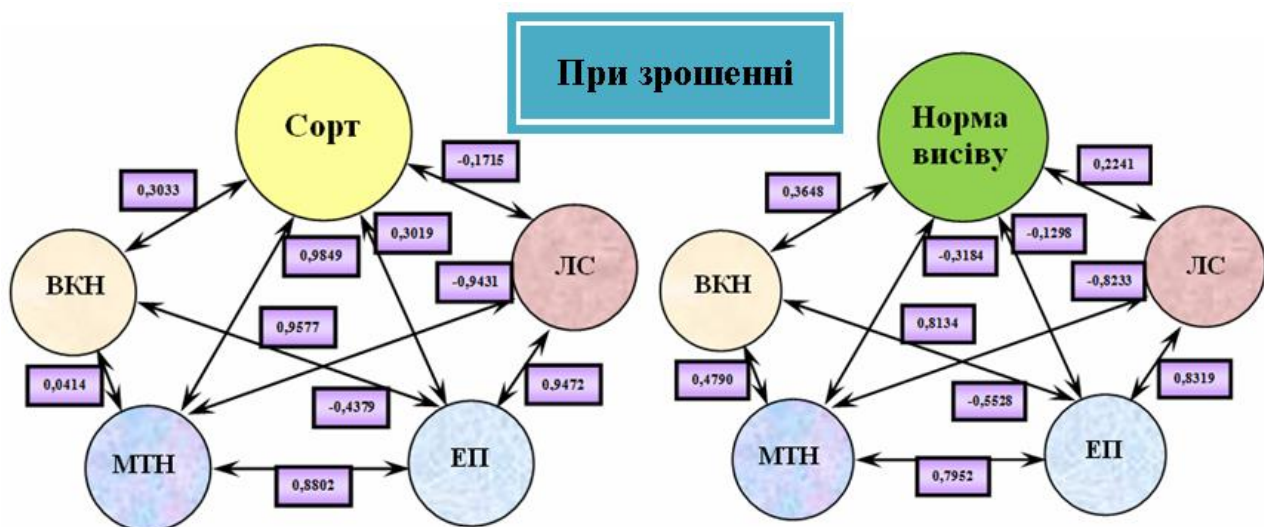 При зрошенні
Сорт
-0,1715
0,3033
0,3019
0,9849
ЛС
-0,9431
ВКН
0,9577
0,0414
0,9472
-0,4379
МТН
ЕП
0,8802
Норма
висіву
0,2241
0,3648
-0,1298
-0,3184
ЛС
-0,8233
ВКН
0,8134
0,4790
0,8319
-0,5528
МТН
ЕП
0,7952